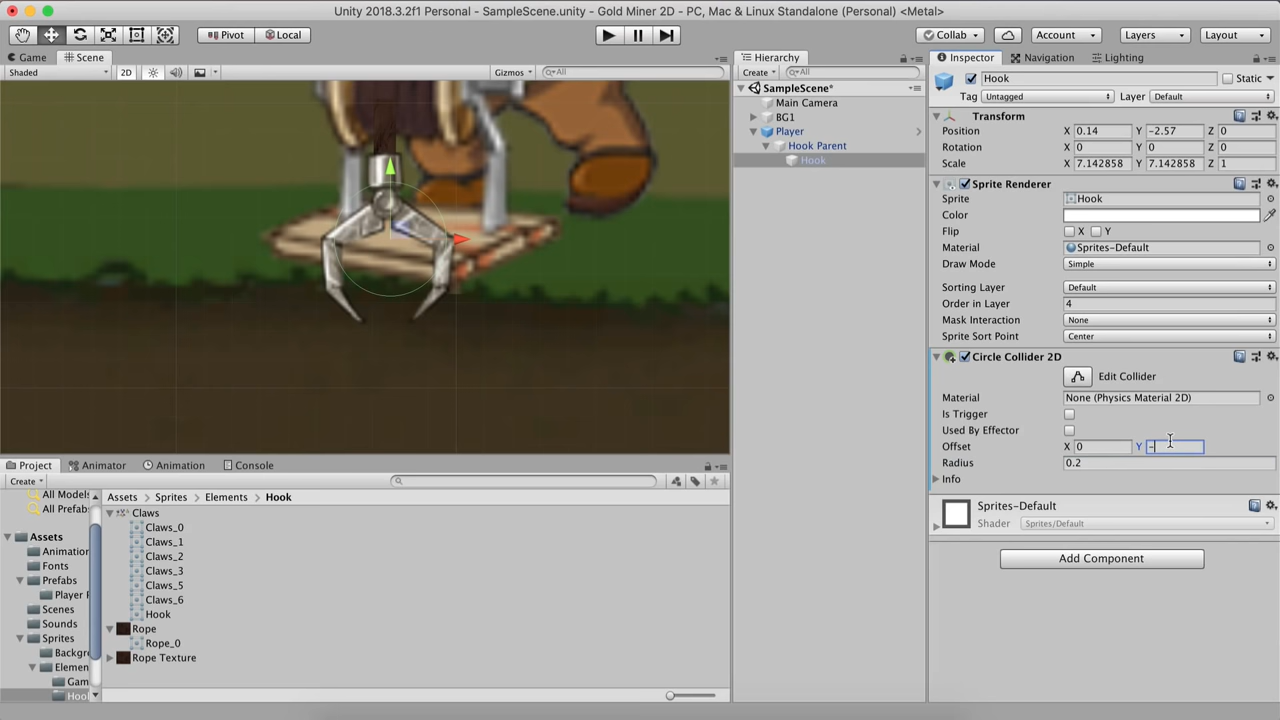 Unity 2018.3.2f1 Personal - SampleScene.unity - Gold Miner 2D - PC, Mac & Linux Standalone (Personal) <Metal>
Pivot Local Collab Account Layers Layout
Game Scene
Shaded 2D Gizmos All
Hierarchy
Create All
SampleScene*
Main Camera
BG1
Player
Hook Parent
Hook
Inspector Navigation Lighting
Hook Static
Tag Untagged Layer Default
Transform
Position X 0.14 Y -2.57 Z 0
Rotation X 0 Y 0 Z 0
Scale X 7.142858 Y 7.142858 Z 1
Sprite Renderer
Sprite Hook
Color
Flip X Y
Material Sprites-Default
Draw Mode Simple
Sorting Layer Default
Order in Layer 4
Mask Interaction None
Sprite Sort Point Center
Circle Collider 2D
Edit Collider
Material None (Physics Material 2D)
Is Trigger
Used By Effector
Offset X 0 Y -
Radius 0.2
Info
Sprites-Default
Shader Sprites/Default
Add Component
Project Animator Animation Console
Create
All Models
All Prefabs
Assets
Animation
Fonts
Prefabs
Player P
Scenes
Sounds
Sprites
Backgr
Elemen
Gam
Hook
Assets Sprites Elements Hook
Claws
Claws_0
Claws_1
Claws_2
Claws_3
Claws_5
Claws_6
Hook
Rope
Rope_0
Rope Texture